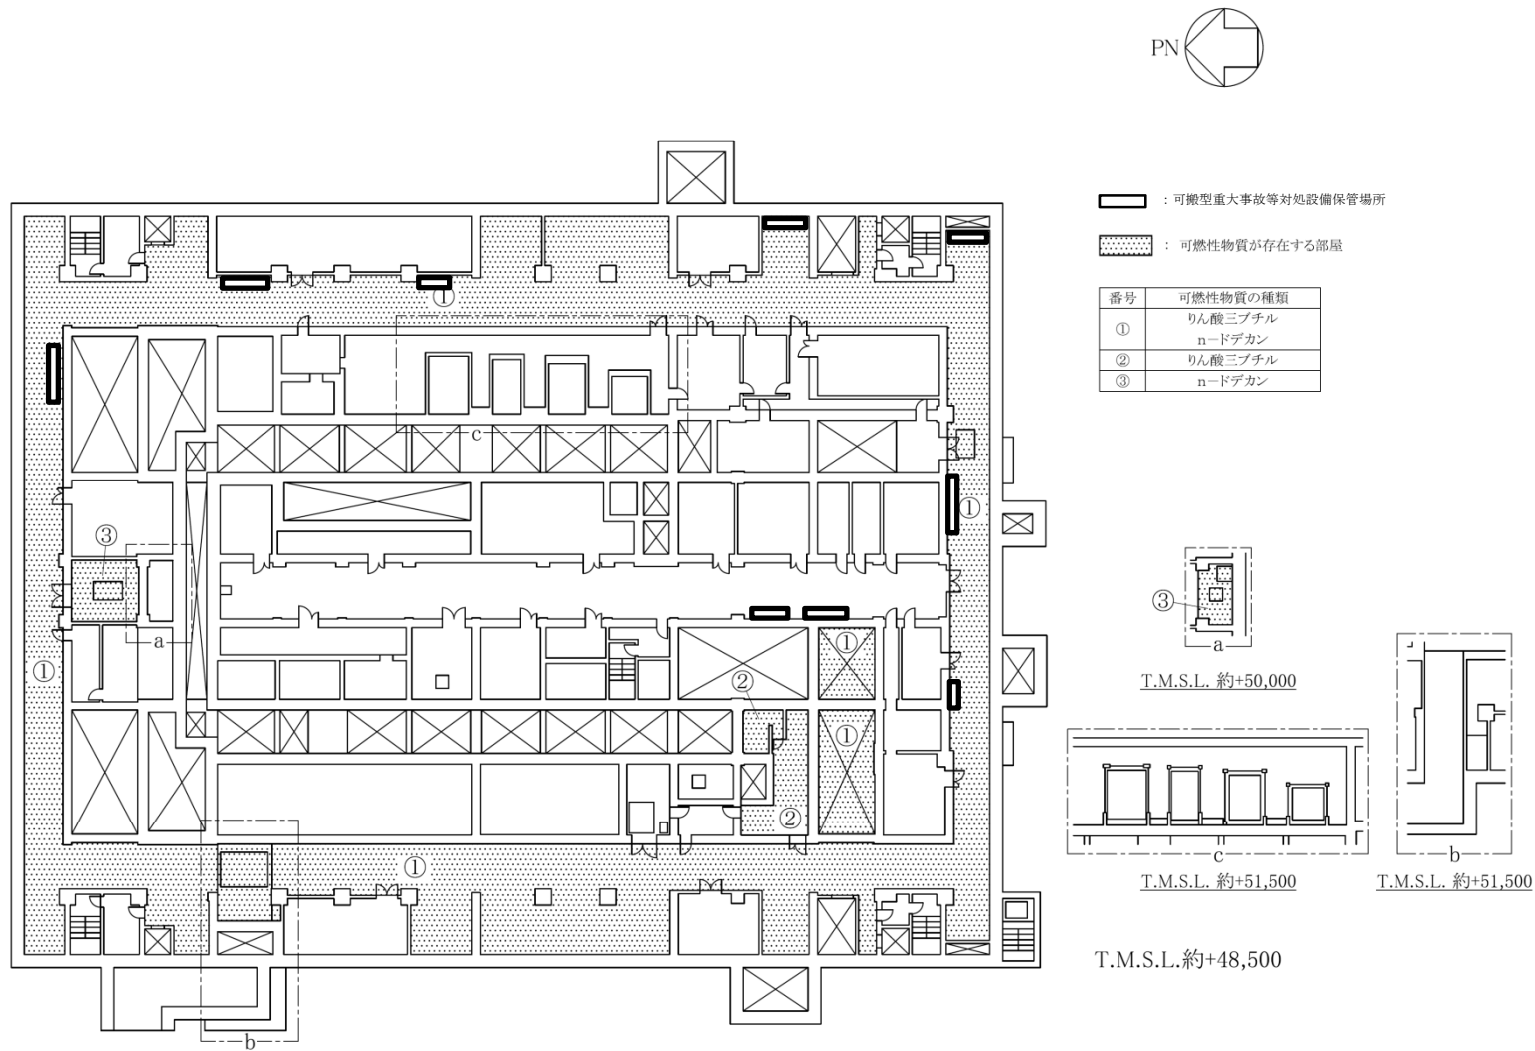 PN
：可搬型重大事故等対処設備保管場所
： 可燃性物質が存在する部屋
番号 可燃性物質の種類
① りん酸三ブチル
n－ドデカン
② りん酸三ブチル
③ n－ドデカン
①
c
①
③
a
①
①
②
①
②
①
b
③
a
T.M.S.L. 約+50,000
c
T.M.S.L. 約+51,500
b
T.M.S.L. 約+51,500
T.M.S.L.約+48,500